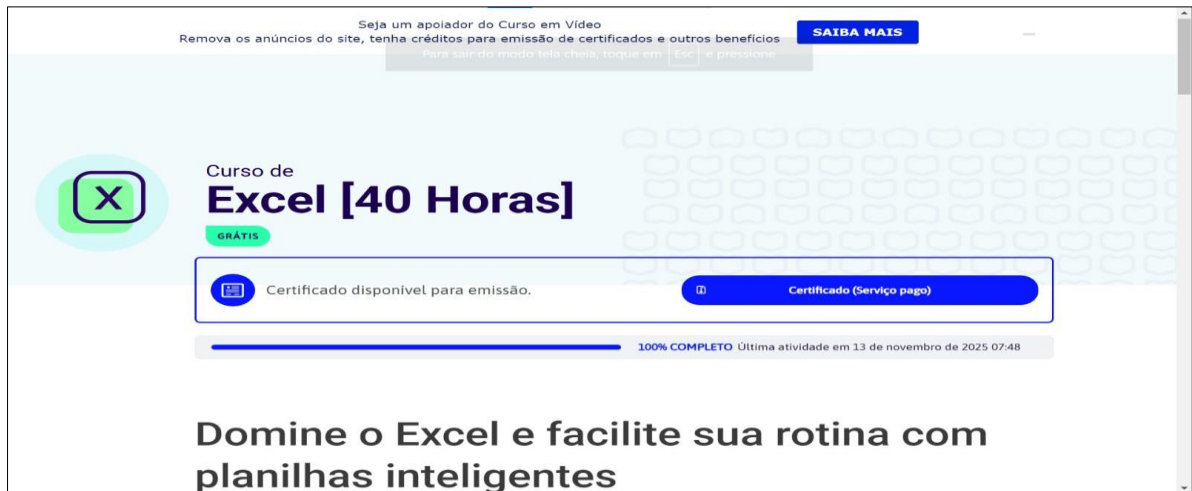 Seja um apoiador do Curso em Vídeo
Remova os anúncios do site, tenha créditos para emissão de certificados e outros benefícios
SAIBA MAIS
Para sair do modo tela cheia, toque em Esc e pressione
Curso de
Excel [40 Horas]
GRÁTIS
Certificado disponível para emissão.
Certificado (Serviço pago)
100% COMPLETO Última atividade em 13 de novembro de 2025 07:48
Domine o Excel e facilite sua rotina com
planilhas inteligentes